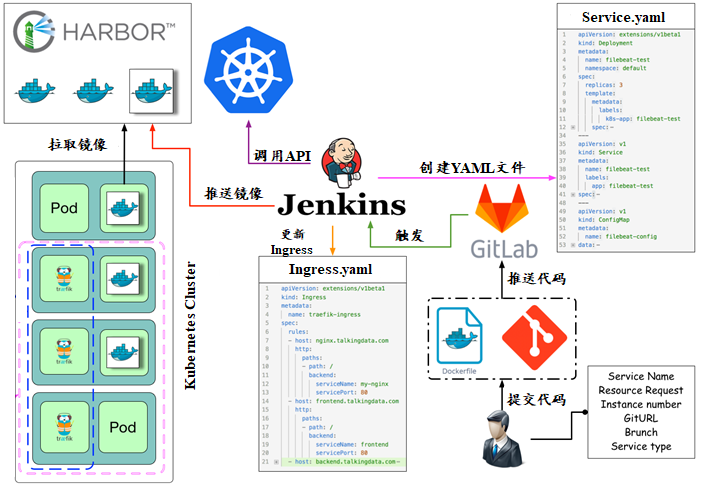 HARBOR™
拉取镜像
Pod
traefik
traefik
traefik
Pod
Kubernetes Cluster
调用API
推送镜像
Jenkins
创建YAML文件
触发
更新
Ingress
GitLab
推送代码
Dockerfile
提交代码
Service Name
Resource Request
Instance number
GitURL
Brunch
Service type
Service.yaml
1 apiVersion: extensions/v1beta1
2 kind: Deployment
3 metadata:
4 name: filebeat-test
5 namespace: default
6 spec:
7 replicas: 3
8 template:
9 metadata:
10 labels:
11 k8s-app: filebeat-test
12 + spec:-
34 ---
35 apiVersion: v1
36 kind: Service
37 metadata:
38 name: filebeat-test
39 labels:
40 app: filebeat-test
41 + spec:-
48 ---
49 apiVersion: v1
50 kind: ConfigMap
51 metadata:
52 name: filebeat-config
53 + data:-
Ingress.yaml
1 apiVersion: extensions/v1beta1
2 kind: Ingress
3 metadata:
4 name: traefik-ingress
5 spec:
6 rules:
7 - host: nginx.talkingdata.com
8 http:
9 paths:
10 - path: /
11 backend:
12 serviceName: my-nginx
13 servicePort: 80
14 - host: frontend.talkingdata.com
15 http:
16 paths:
17 - path: /
18 backend:
19 serviceName: frontend
20 servicePort: 80
21 + - host: backend.talkingdata.com-